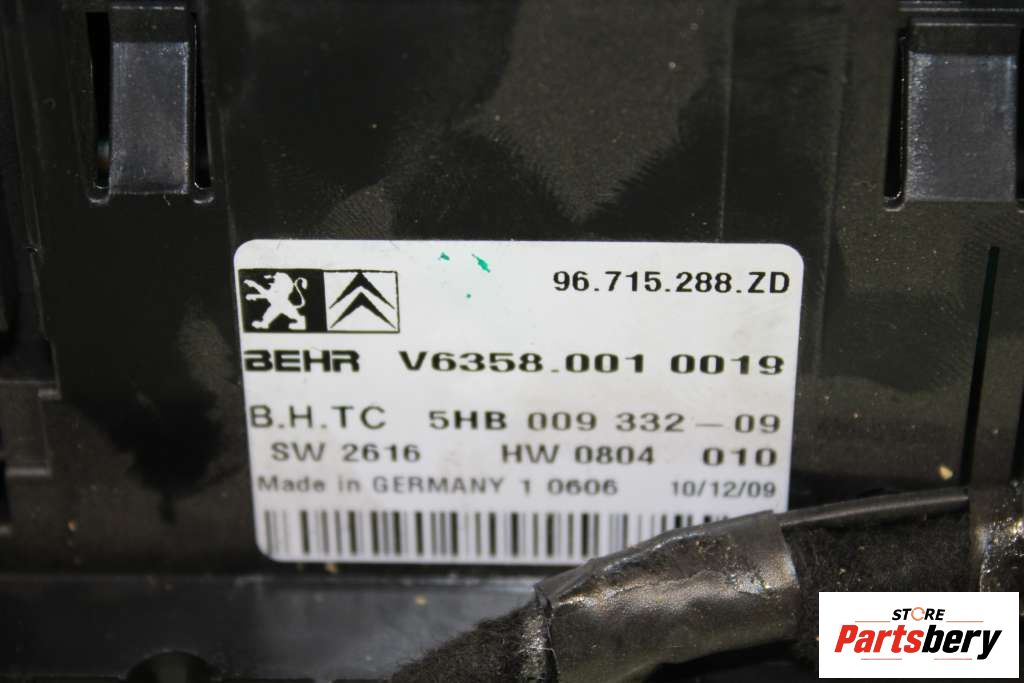 96.715.288.ZD
BEHR V6358.001 0019
B.H.TC 5HB 009 332-09
SW 2616 HW 0804 010
Made in GERMANY 1 0606 10/12/09
STORE
Partsbery